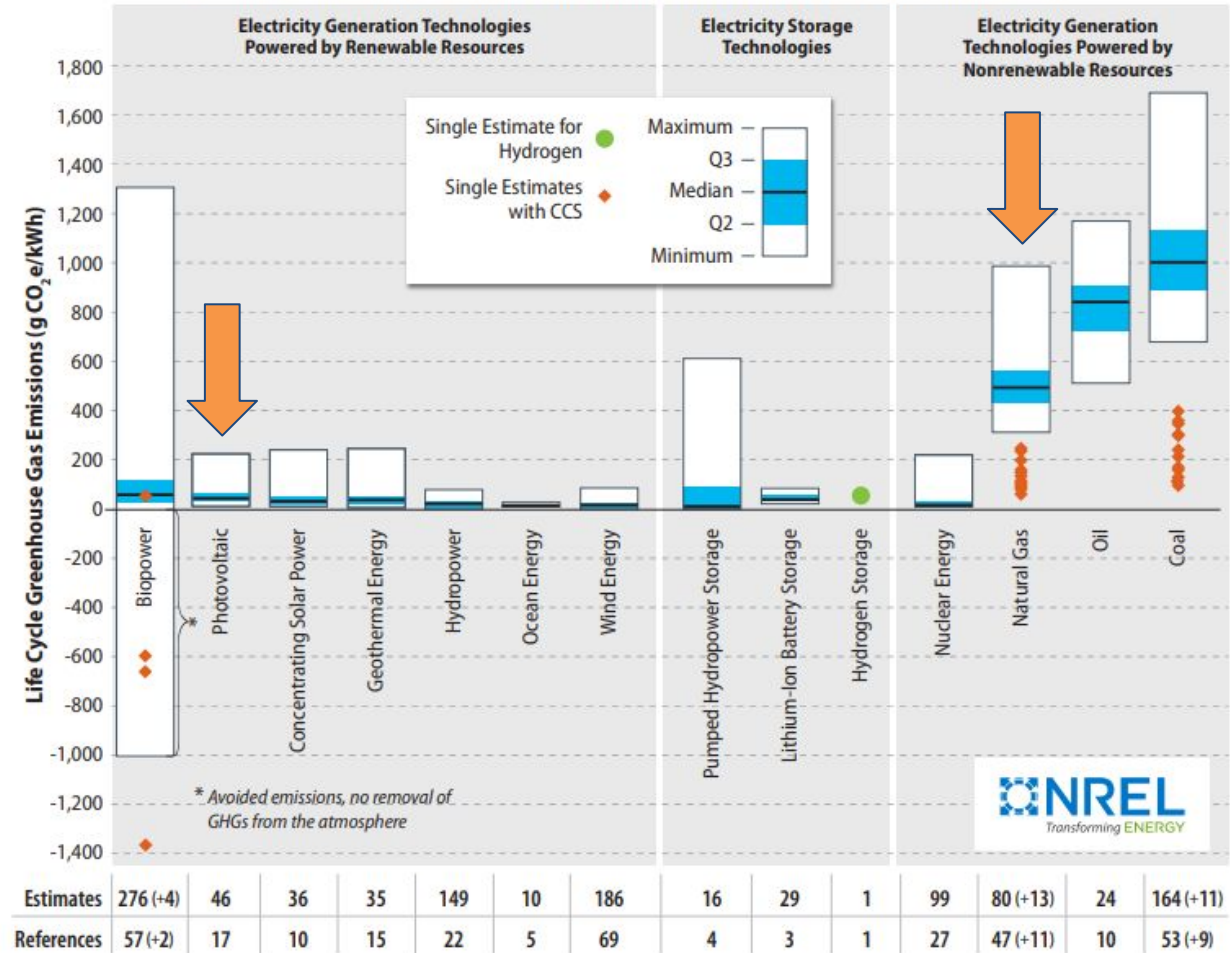 Electricity Generation Technologies
Powered by Renewable Resources
Electricity Storage
Technologies
Electricity Generation
Technologies Powered by
Nonrenewable Resources
Life Cycle Greenhouse Gas Emissions (g CO₂e/kWh)
1,800
1,600
1,400
1,200
1,000
800
600
400
200
0
-200
-400
-600
-800
-1,000
-1,200
-1,400
Single Estimate for
Hydrogen
Single Estimates
with CCS
Maximum
Q3
Median
Q2
Minimum
Biopower
*
Photovoltaic
Concentrating Solar Power
Geothermal Energy
Hydropower
Ocean Energy
Wind Energy
Pumped Hydropower Storage
Lithium-Ion Battery Storage
Hydrogen Storage
Nuclear Energy
Natural Gas
Oil
Coal
* Avoided emissions, no removal of
GHGs from the atmosphere
NREL
Transforming ENERGY
Estimates 276 (+4) 46 36 35 149 10 186 16 29 1 99 80 (+13) 24 164 (+11)
References 57 (+2) 17 10 15 22 5 69 4 3 1 27 47 (+11) 10 53 (+9)